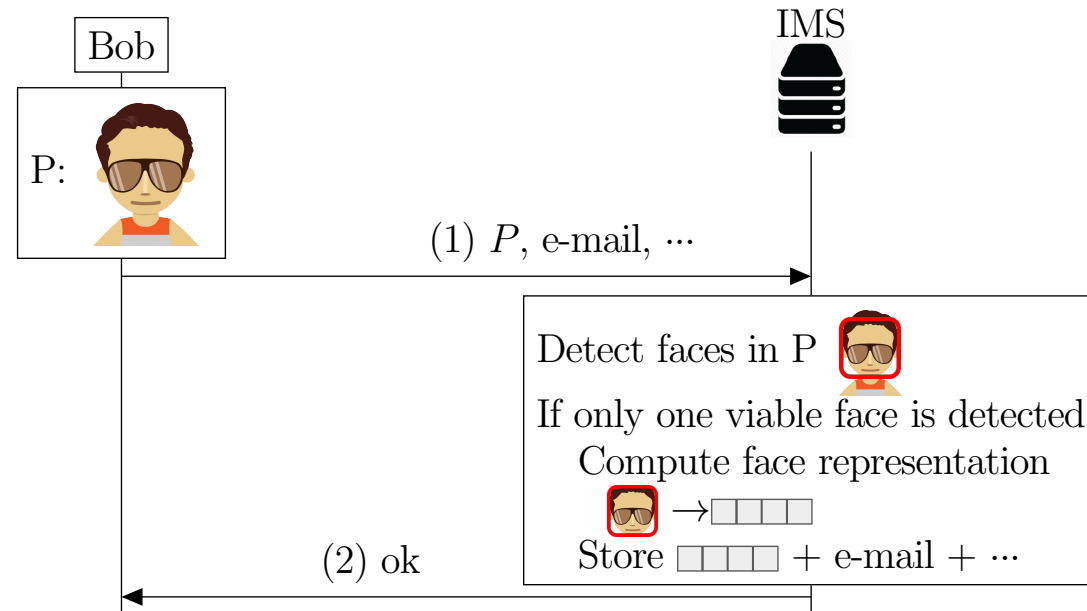 Bob
IMS
P:
(1) P, e-mail, ···
Detect faces in P
If only one viable face is detected
Compute face representation
→
Store + e-mail + ···
(2) ok